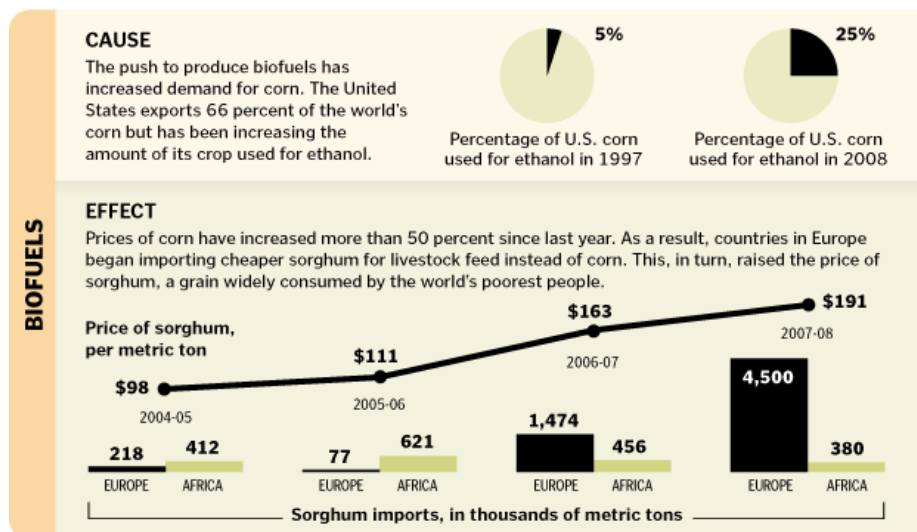 BIOFUELS
CAUSE
The push to produce biofuels has
increased demand for corn. The United
States exports 66 percent of the world's
corn but has been increasing the
amount of its crop used for ethanol.
5%
Percentage of U.S. corn
used for ethanol in 1997
25%
Percentage of U.S. corn
used for ethanol in 2008
EFFECT
Prices of corn have increased more than 50 percent since last year. As a result, countries in Europe
began importing cheaper sorghum for livestock feed instead of corn. This, in turn, raised the price of
sorghum, a grain widely consumed by the world's poorest people.
Price of sorghum,
per metric ton
$98
2004-05
$111
2005-06
$163
2006-07
$191
2007-08
218
412
EUROPE AFRICA
77
621
EUROPE AFRICA
1,474
456
EUROPE AFRICA
4,500
380
EUROPE AFRICA
Sorghum imports, in thousands of metric tons